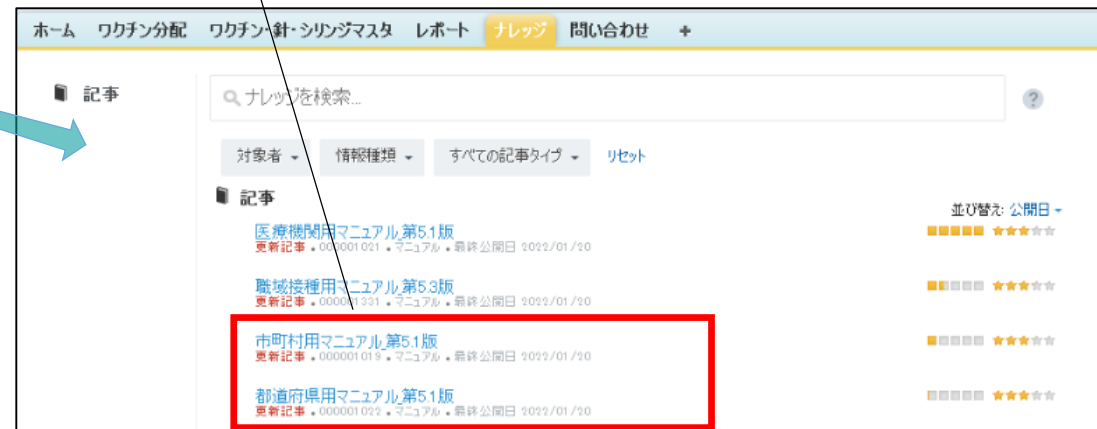 ホーム ワクチン分配 ワクチン・針・シリンジマスタ レポート ナレッジ 問い合わせ +
記事
ナレッジを検索...
?
対象者 情報種類 すべての記事タイプ リセット
記事
並び替え: 公開日
医療機関用マニュアル_第5.1版
更新記事 • 000001021 • マニュアル • 最終公開日 2022/01/20
職域接種用マニュアル_第5.3版
更新記事 • 000001331 • マニュアル • 最終公開日 2022/01/20
市町村用マニュアル_第5.1版
更新記事 • 000001019 • マニュアル • 最終公開日 2022/01/20
都道府県用マニュアル_第5.1版
更新記事 • 000001022 • マニュアル • 最終公開日 2022/01/20